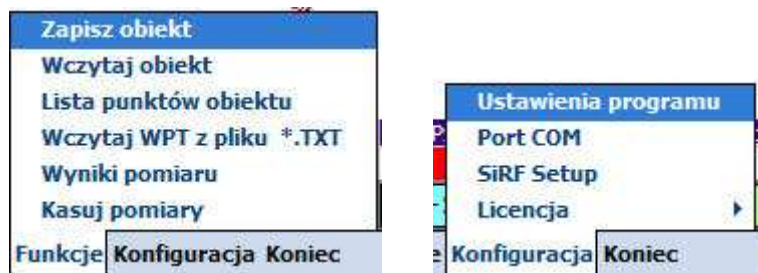 Zapisz obiekt
Wczytaj obiekt
Lista punktów obiektu
Wczytaj WPT z pliku *.TXT
Wyniki pomiaru
Kasuj pomiary
Funkcje Konfiguracja Koniec
Ustawienia programu
Port COM
SiRF Setup
Licencja
Konfiguracja Koniec